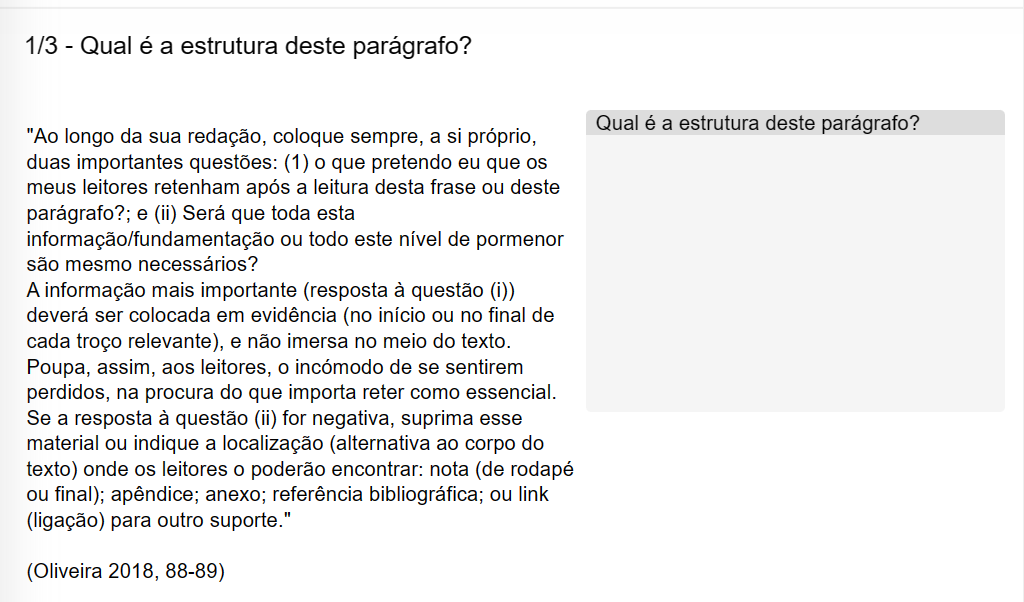 1/3 - Qual é a estrutura deste parágrafo?
"Ao longo da sua redação, coloque sempre, a si próprio,
duas importantes questões: (1) o que pretendo eu que os
meus leitores retenham após a leitura desta frase ou deste
parágrafo?; e (ii) Será que toda esta
informação/fundamentação ou todo este nível de pormenor
são mesmo necessários?
A informação mais importante (resposta à questão (i))
deverá ser colocada em evidência (no início ou no final de
cada troço relevante), e não imersa no meio do texto.
Poupa, assim, aos leitores, o incómodo de se sentirem
perdidos, na procura do que importa reter como essencial.
Se a resposta à questão (ii) for negativa, suprima esse
material ou indique a localização (alternativa ao corpo do
texto) onde os leitores o poderão encontrar: nota (de rodapé
ou final); apêndice; anexo; referência bibliográfica; ou link
(ligação) para outro suporte."
(Oliveira 2018, 88-89)
Qual é a estrutura deste parágrafo?